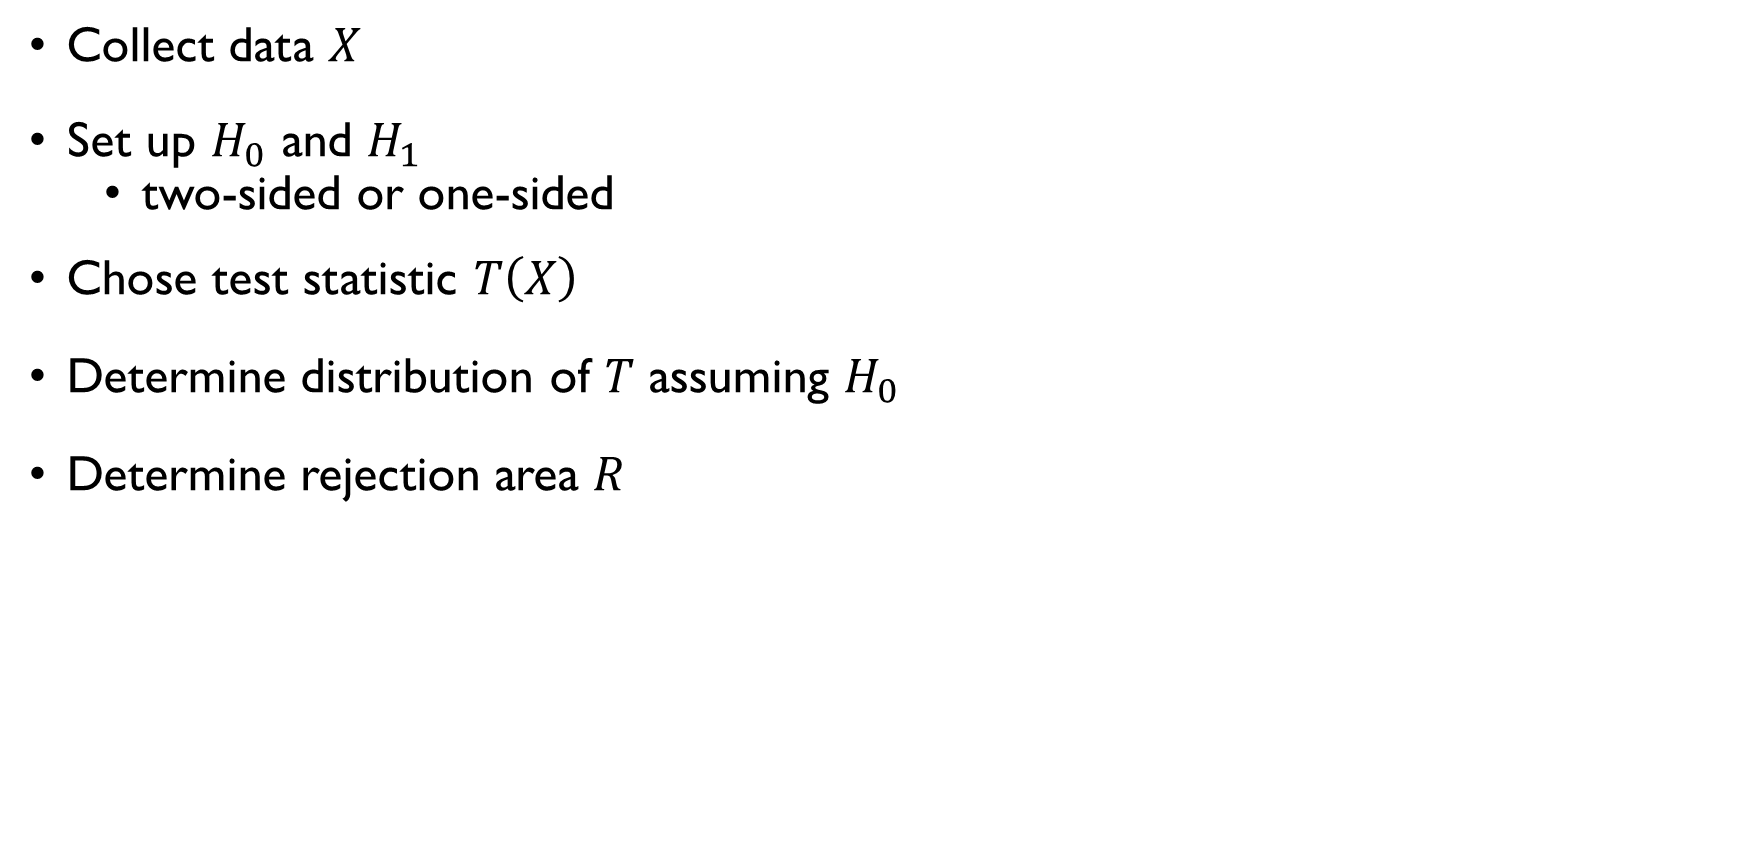 • Collect data X
• Set up H₀ and H₁
• two-sided or one-sided
• Chose test statistic T(X)
• Determine distribution of T assuming H₀
• Determine rejection area R